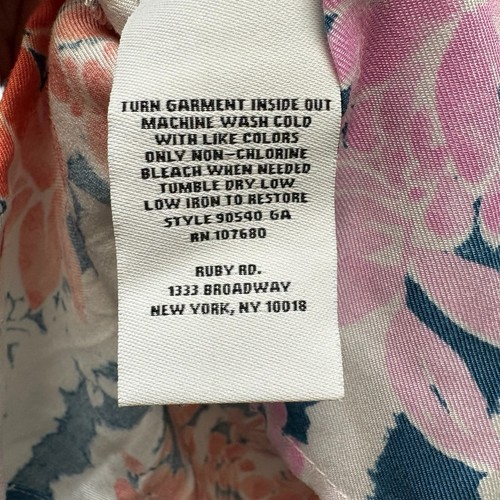 TURN GARMENT INSIDE OUT
MACHINE WASH COLD
WITH LIKE COLORS
ONLY NON-CHLORINE
BLEACH WHEN NEEDED
TUMBLE DRY LOW
LOW IRON TO RESTORE
STYLE 90540 GA
RN 107680
RUBY RD.
1333 BROADWAY
NEW YORK, NY 10018